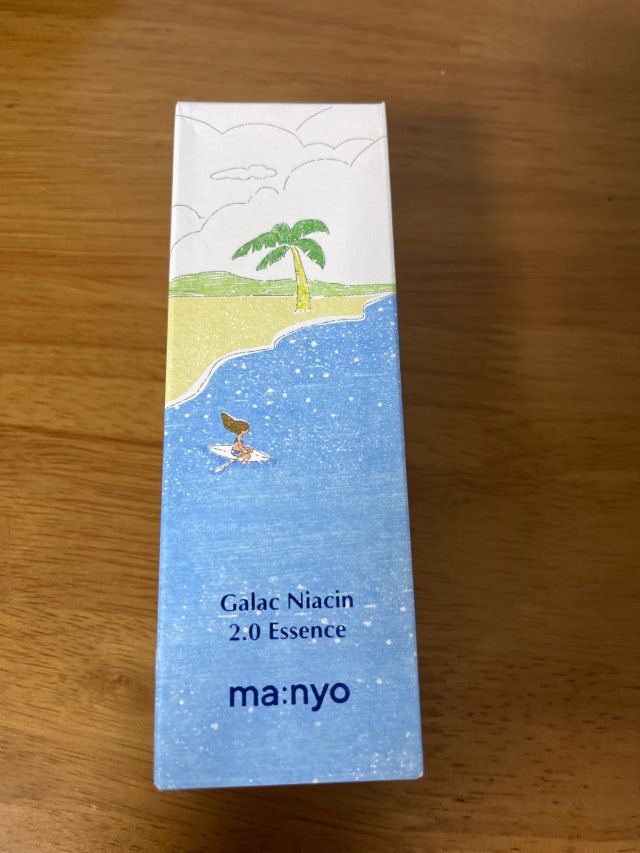 Galac Niacin
2.0 Essence
ma:nyo